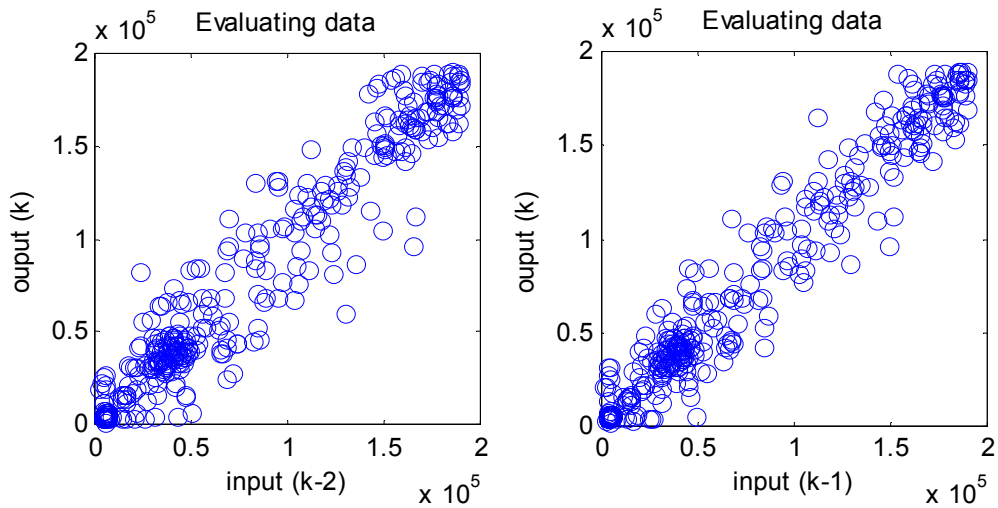 x 10^5 Evaluating data
2
1.5
1
0.5
0
ouput (k)
0 0.5 1 1.5 2
input (k-2)
x 10^5
x 10^5 Evaluating data
2
1.5
1
0.5
0
ouput (k)
0 0.5 1 1.5 2
input (k-1)
x 10^5